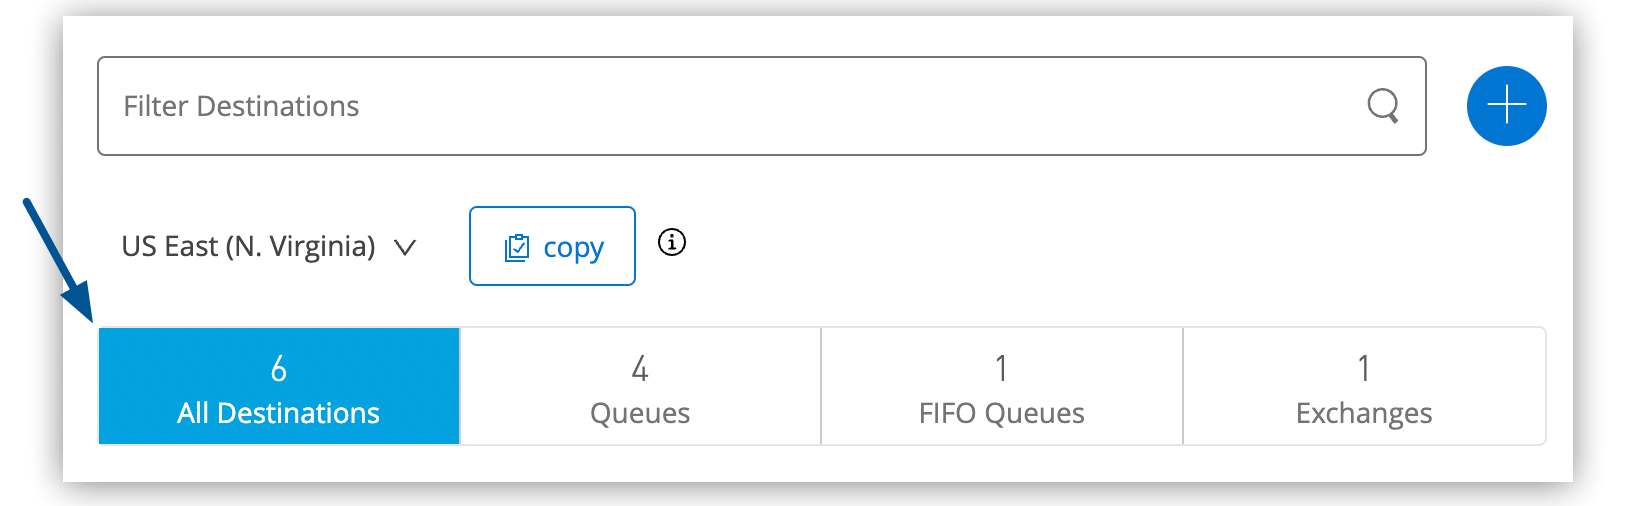 Filter Destinations
US East (N. Virginia)
copy
6
All Destinations
4
Queues
1
FIFO Queues
1
Exchanges